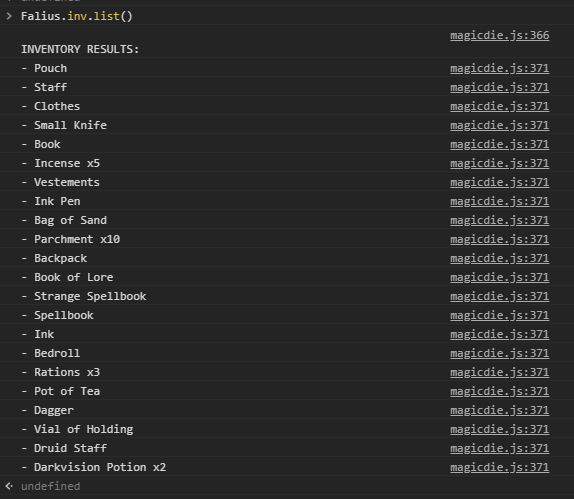 undefined
> Falius.inv.list()
magicdie.js:366
INVENTORY RESULTS:
- Pouch magicdie.js:371
- Staff magicdie.js:371
- Clothes magicdie.js:371
- Small Knife magicdie.js:371
- Book magicdie.js:371
- Incense x5 magicdie.js:371
- Vestements magicdie.js:371
- Ink Pen magicdie.js:371
- Bag of Sand magicdie.js:371
- Parchment x10 magicdie.js:371
- Backpack magicdie.js:371
- Book of Lore magicdie.js:371
- Strange Spellbook magicdie.js:371
- Spellbook magicdie.js:371
- Ink magicdie.js:371
- Bedroll magicdie.js:371
- Rations x3 magicdie.js:371
- Pot of Tea magicdie.js:371
- Dagger magicdie.js:371
- Vial of Holding magicdie.js:371
- Druid Staff magicdie.js:371
- Darkvision Potion x2 magicdie.js:371
undefined